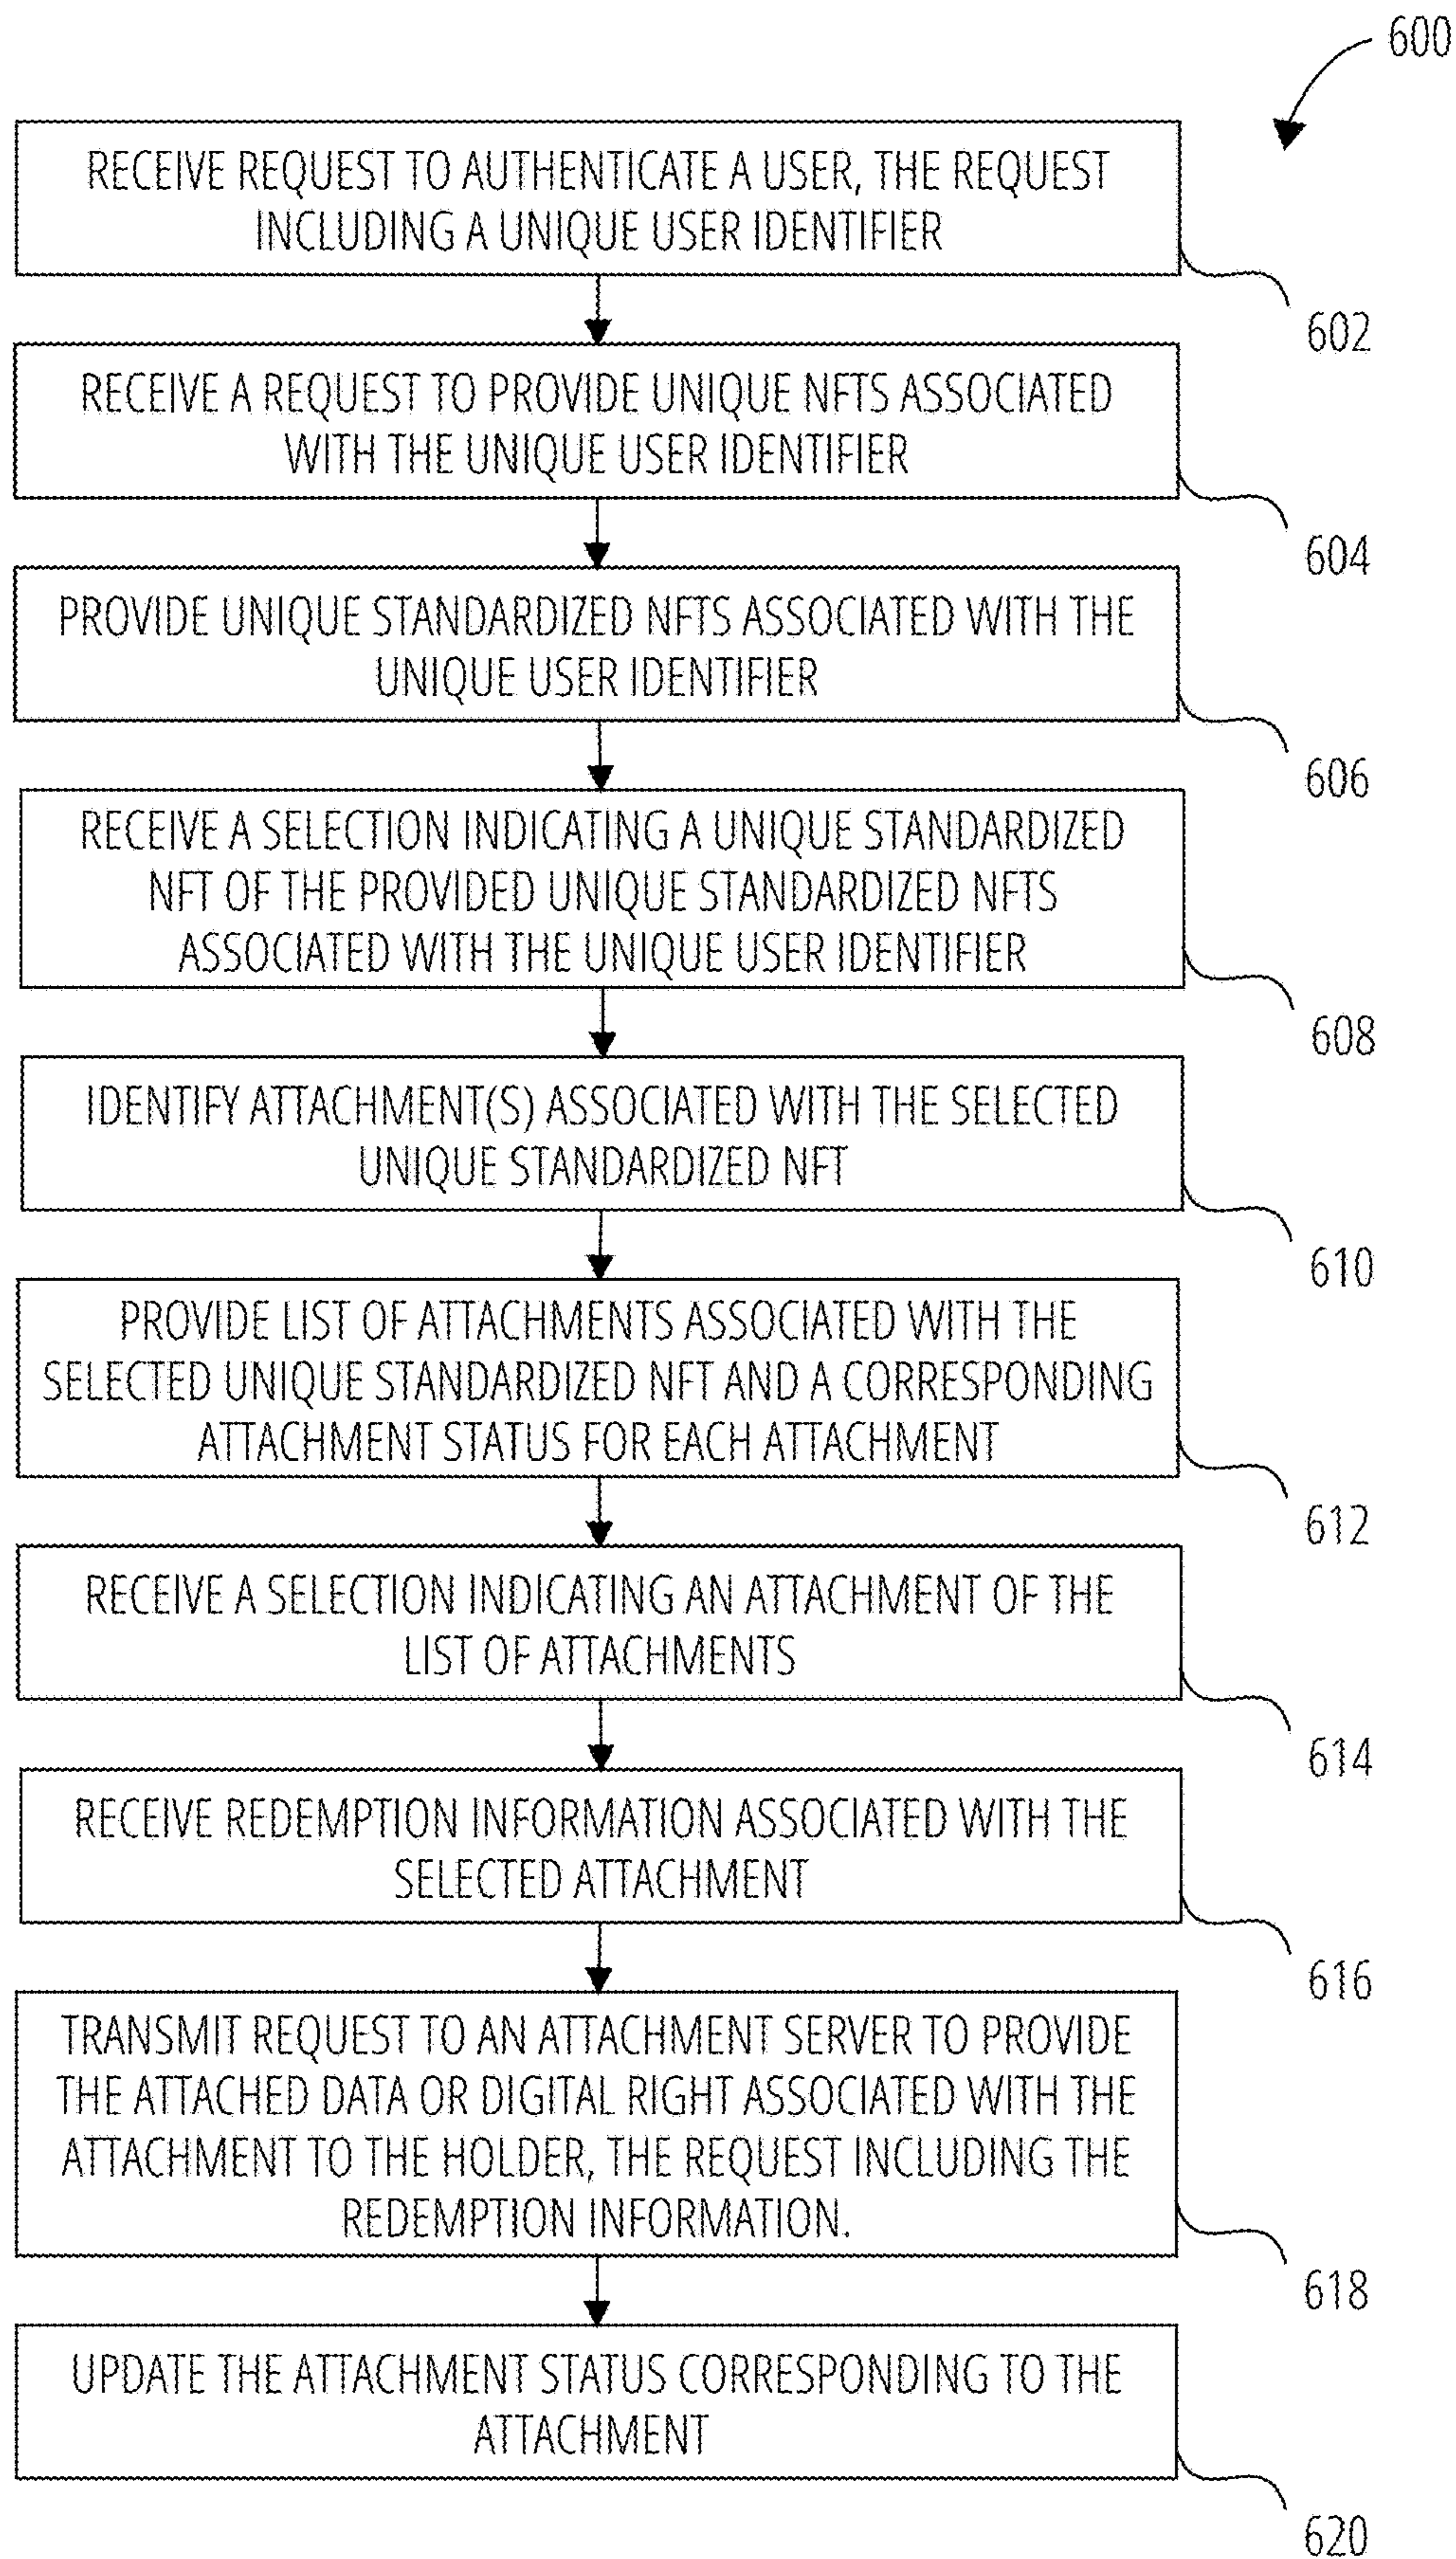 600
RECEIVE REQUEST TO AUTHENTICATE A USER, THE REQUEST
INCLUDING A UNIQUE USER IDENTIFIER
602
RECEIVE A REQUEST TO PROVIDE UNIQUE NFTS ASSOCIATED
WITH THE UNIQUE USER IDENTIFIER
604
PROVIDE UNIQUE STANDARDIZED NFTS ASSOCIATED WITH THE
UNIQUE USER IDENTIFIER
606
RECEIVE A SELECTION INDICATING A UNIQUE STANDARDIZED
NFT OF THE PROVIDED UNIQUE STANDARDIZED NFTS
ASSOCIATED WITH THE UNIQUE USER IDENTIFIER
608
IDENTIFY ATTACHMENT(S) ASSOCIATED WITH THE SELECTED
UNIQUE STANDARDIZED NFT
610
PROVIDE LIST OF ATTACHMENTS ASSOCIATED WITH THE
SELECTED UNIQUE STANDARDIZED NFT AND A CORRESPONDING
ATTACHMENT STATUS FOR EACH ATTACHMENT
612
RECEIVE A SELECTION INDICATING AN ATTACHMENT OF THE
LIST OF ATTACHMENTS
614
RECEIVE REDEMPTION INFORMATION ASSOCIATED WITH THE
SELECTED ATTACHMENT
616
TRANSMIT REQUEST TO AN ATTACHMENT SERVER TO PROVIDE
THE ATTACHED DATA OR DIGITAL RIGHT ASSOCIATED WITH THE
ATTACHMENT TO THE HOLDER, THE REQUEST INCLUDING THE
REDEMPTION INFORMATION.
618
UPDATE THE ATTACHMENT STATUS CORRESPONDING TO THE
ATTACHMENT
620